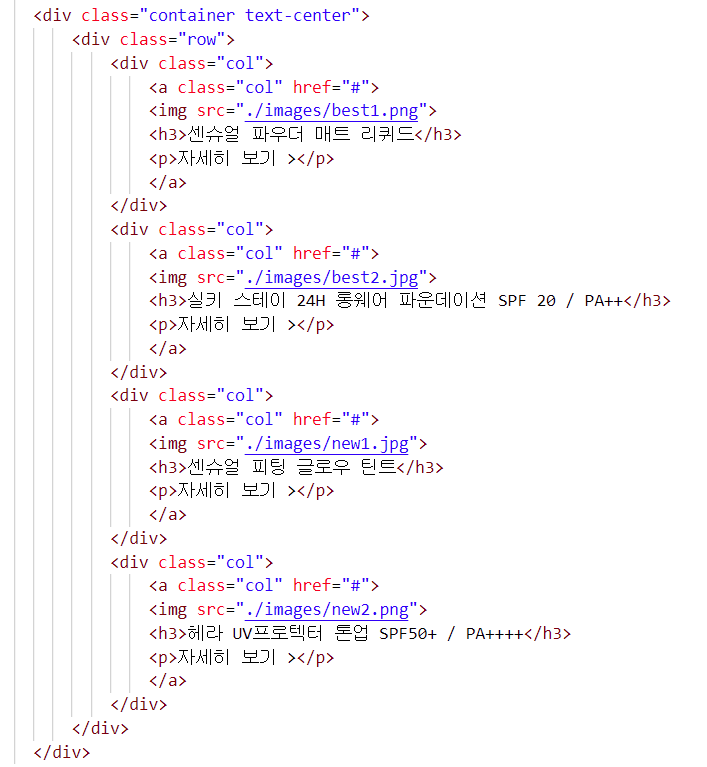 <div class="container text-center">
<div class="row">
<div class="col">
<a class="col" href="#">
<img src="./images/best1.png">
<h3>센슈얼 파우더 매트 리퀴드</h3>
<p>자세히 보기 ></p>
</a>
</div>
<div class="col">
<a class="col" href="#">
<img src="./images/best2.jpg">
<h3>실키 스테이 24H 롱웨어 파운데이션 SPF 20 / PA++</h3>
<p>자세히 보기 ></p>
</a>
</div>
<div class="col">
<a class="col" href="#">
<img src="./images/new1.jpg">
<h3>센슈얼 피팅 글로우 틴트</h3>
<p>자세히 보기 ></p>
</a>
</div>
<div class="col">
<a class="col" href="#">
<img src="./images/new2.png">
<h3>헤라 UV프로텍터 톤업 SPF50+ / PA++++</h3>
<p>자세히 보기 ></p>
</a>
</div>
</div>
</div>